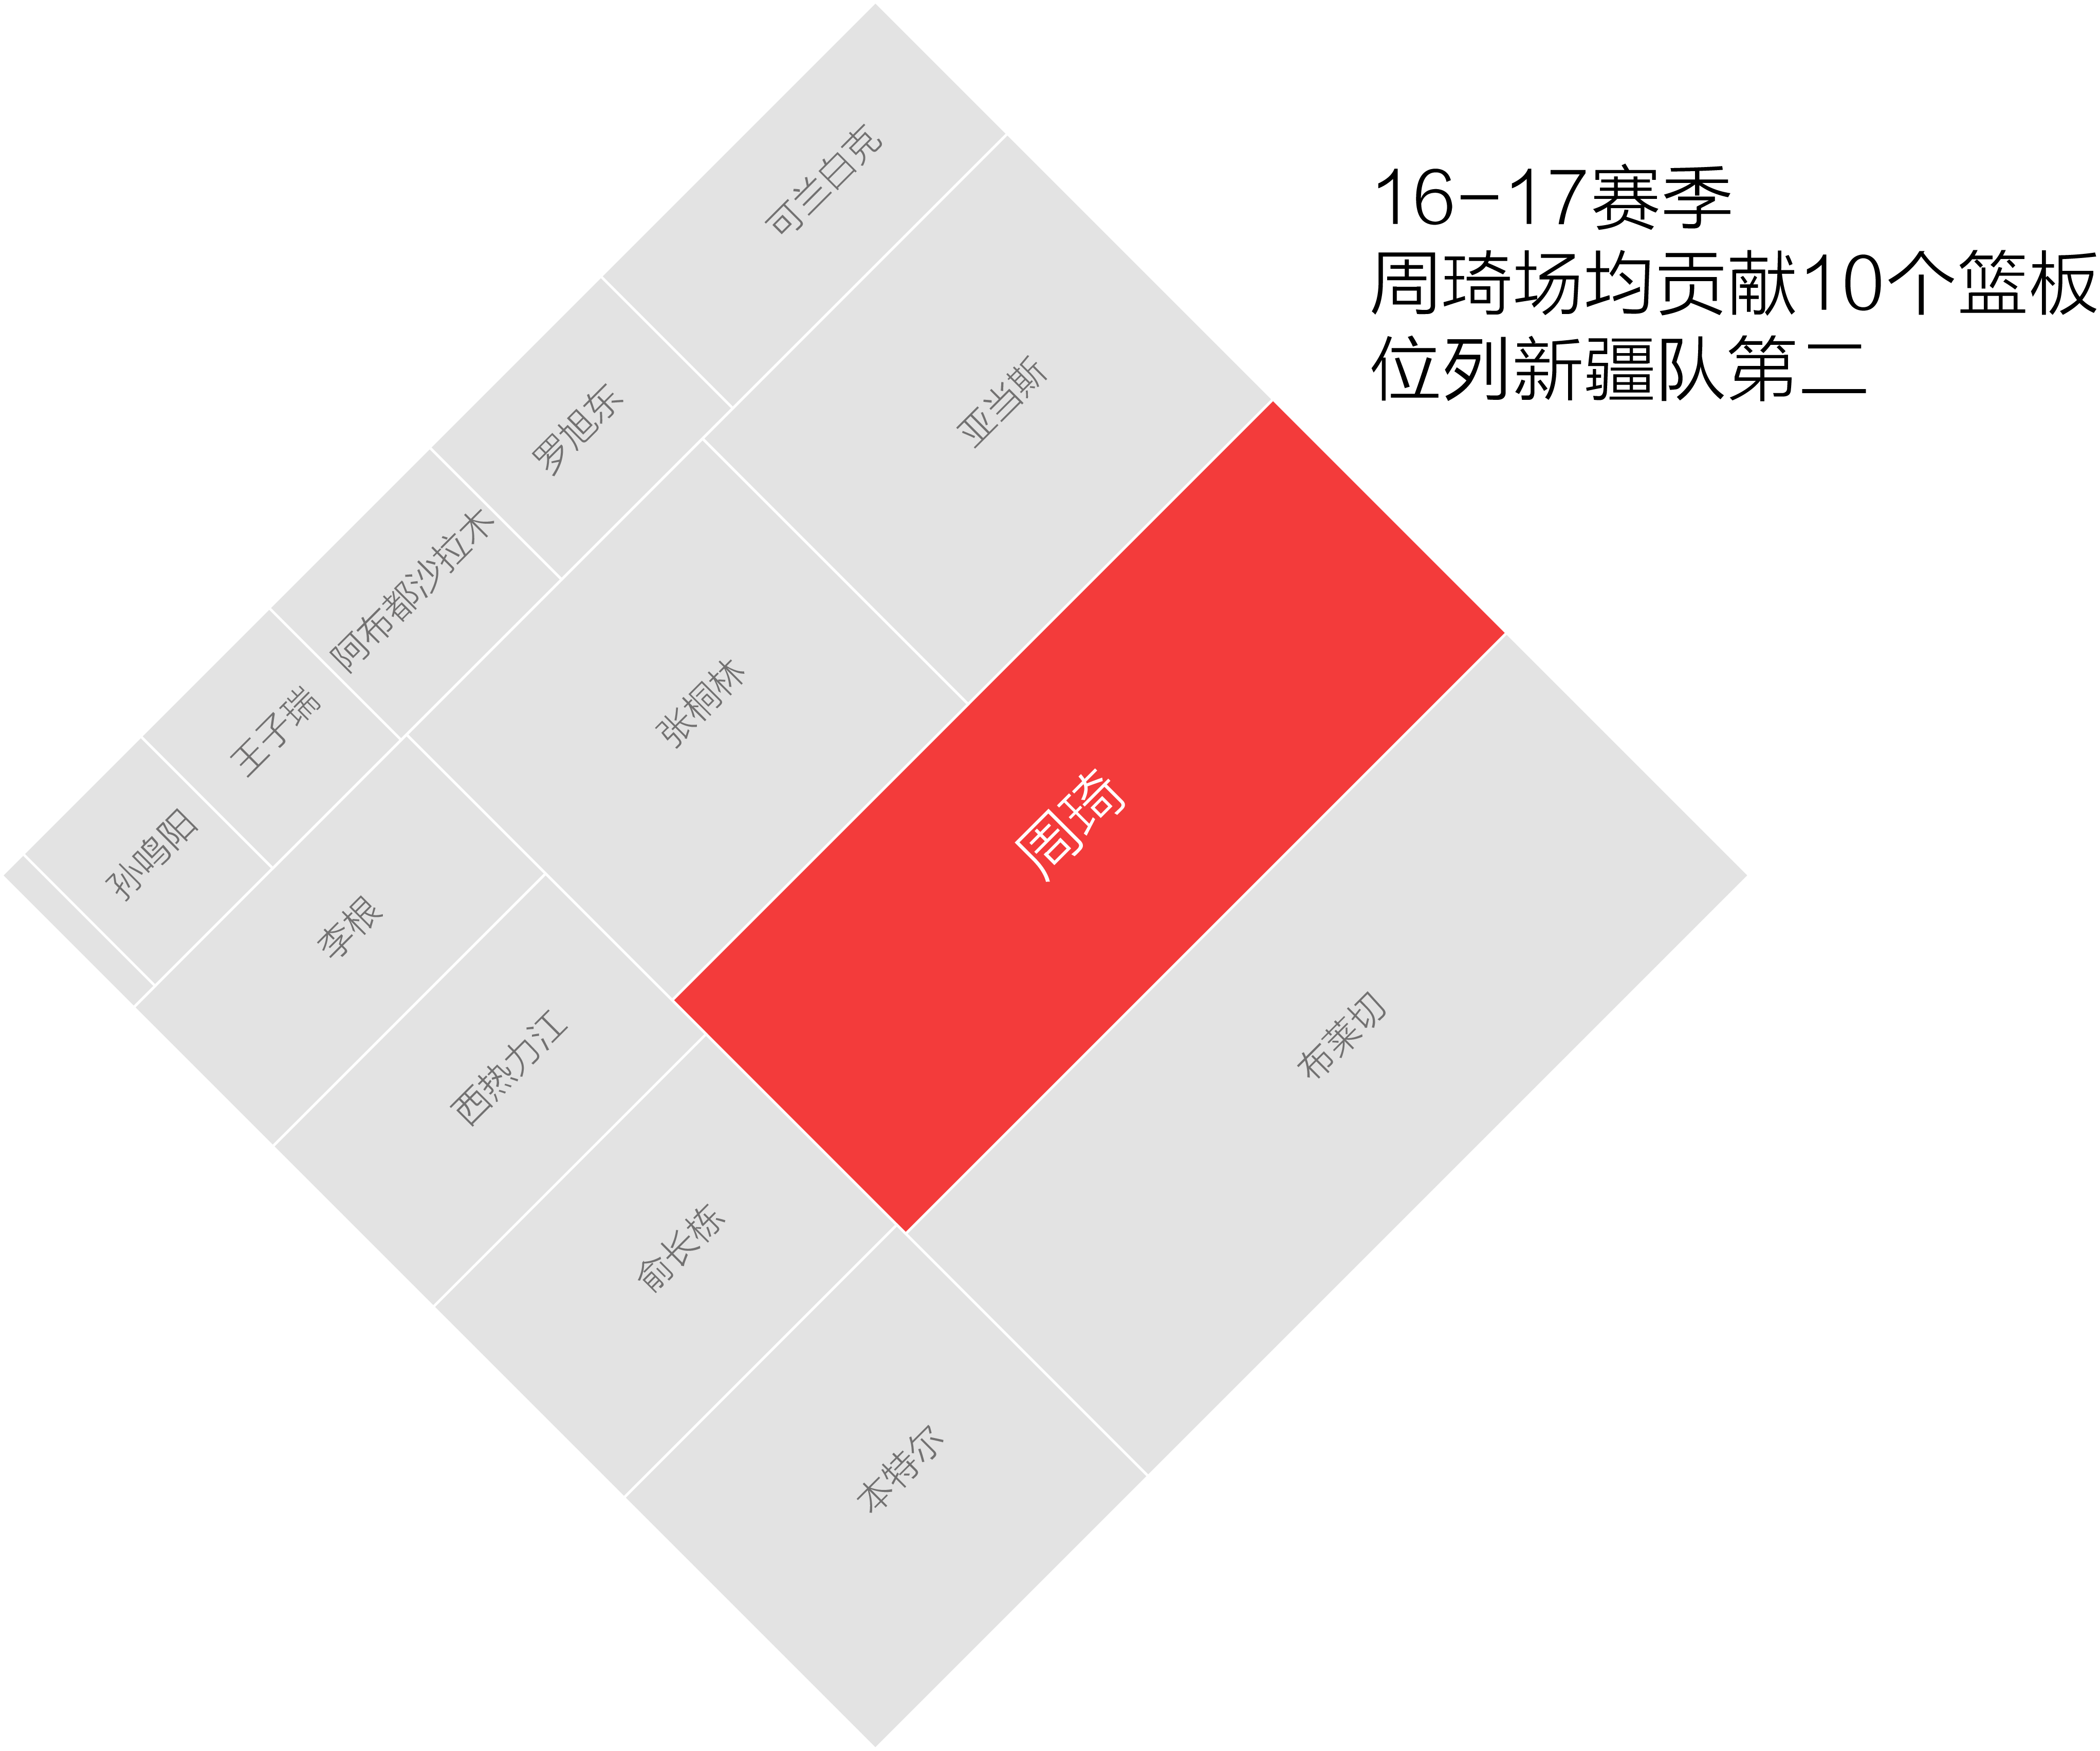 16-17赛季
周琦场均贡献10个篮板
位列新疆队第二
可兰白克
亚当斯
罗旭东
阿布都沙拉木
张桐林
王子瑞
周琦
孙鸣阳
李根
布莱切
西热力江
俞长栋
本特尔